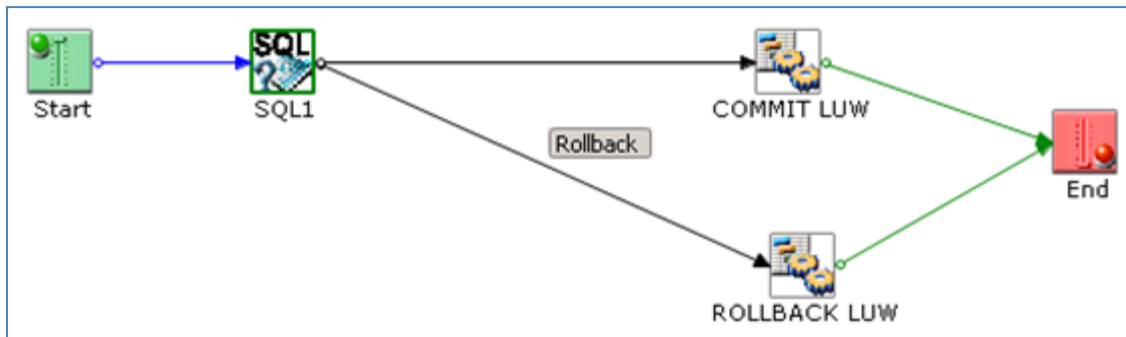 SQL
?
Start
SQL1
COMMIT LUW
Rollback
End
ROLLBACK LUW